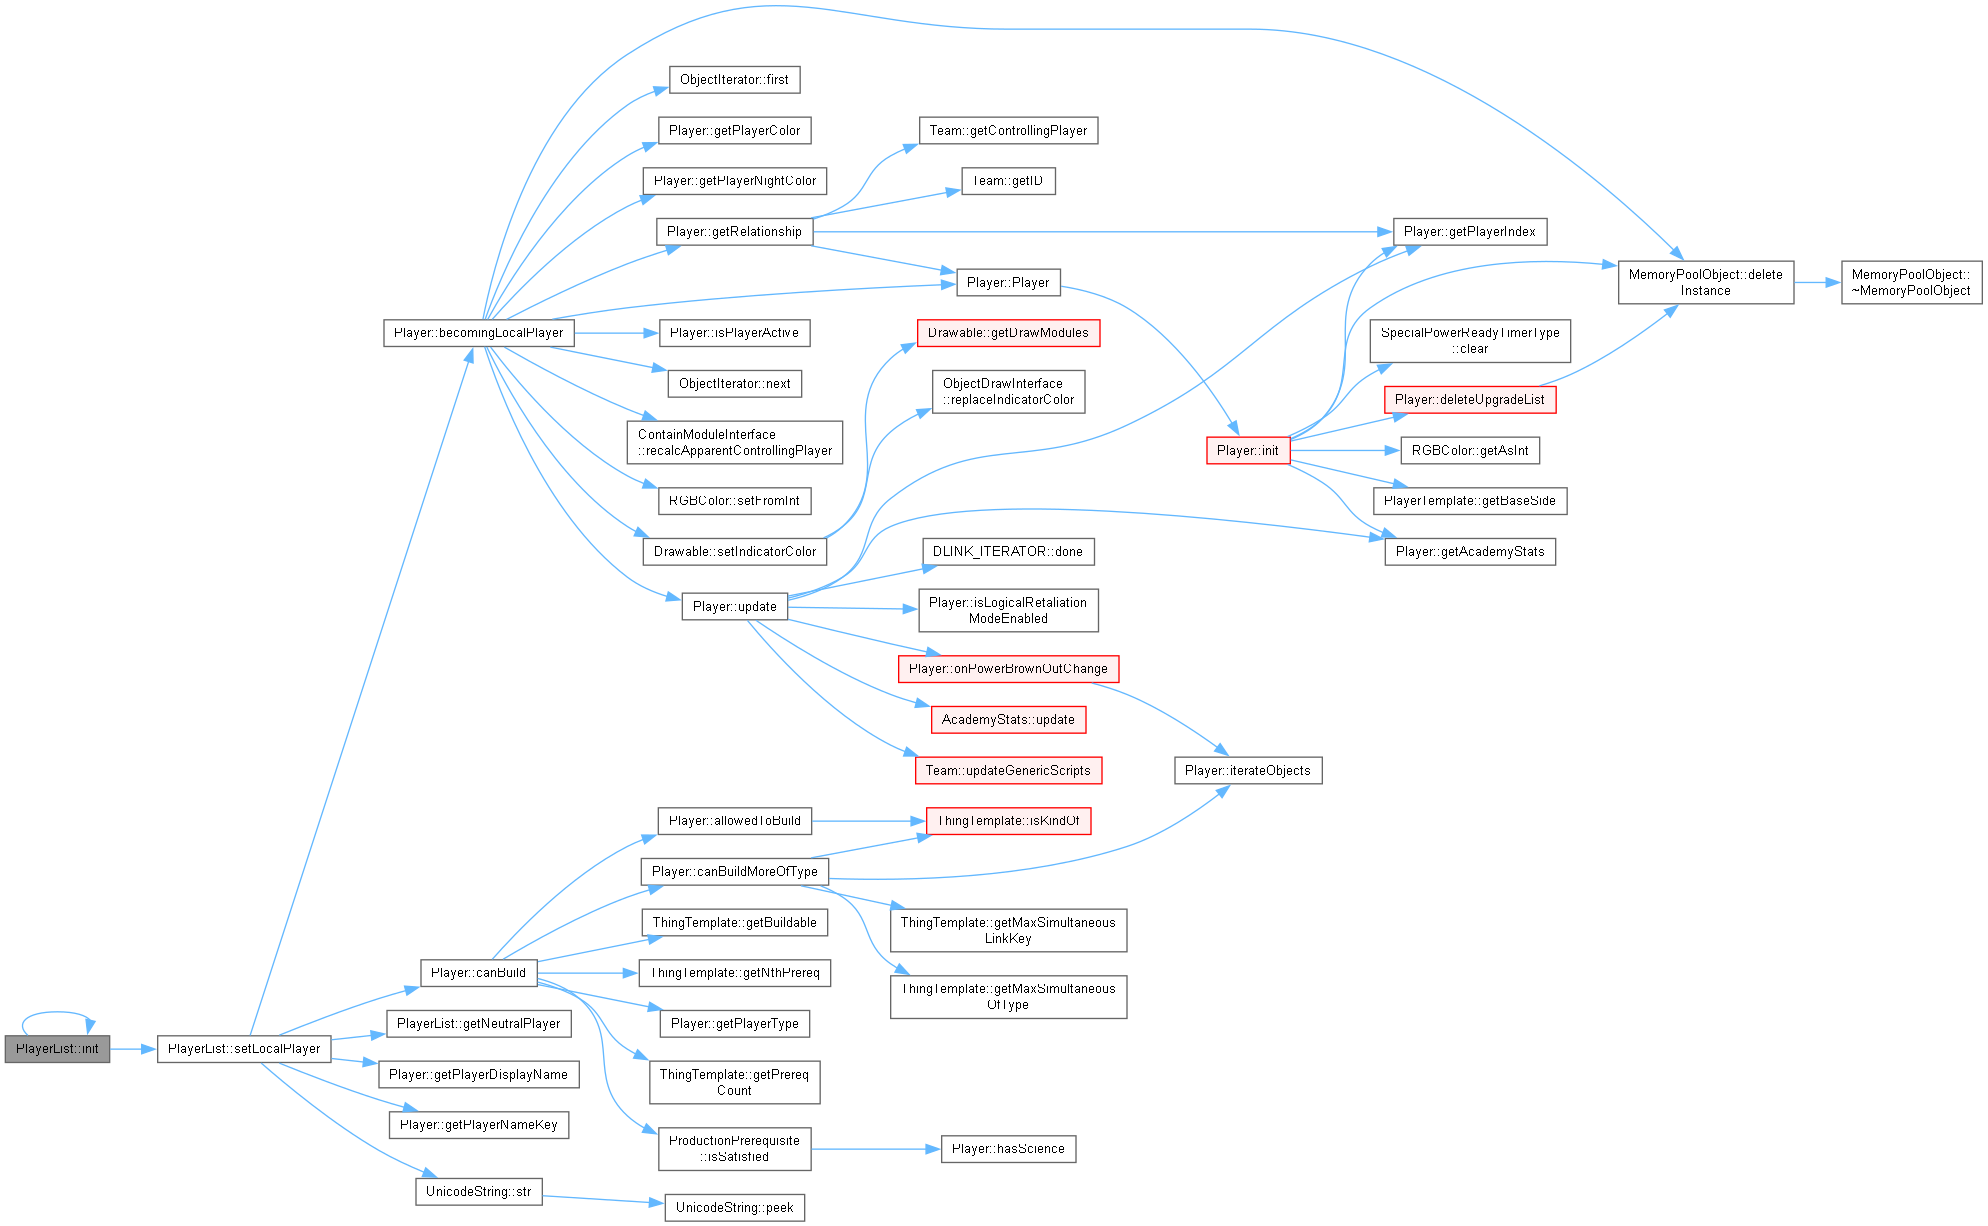 ObjectIterator::first
Player::getPlayerColor
Team::getControllingPlayer
Player::getPlayerNightColor
Team::getID
Player::getRelationship
Player::getPlayerIndex
Player::Player
MemoryPoolObject::delete
Instance
MemoryPoolObject::
~MemoryPoolObject
Player::becomingLocalPlayer
Player::isPlayerActive
Drawable::getDrawModules
SpecialPowerReadyTimerType
::clear
ObjectIterator::next
ObjectDrawInterface
::replaceIndicatorColor
Player::deleteUpgradeList
ContainModuleInterface
::recalcApparentControllingPlayer
Player::init
RGBColor::getAsInt
RGBColor::setFromInt
PlayerTemplate::getBaseSide
Drawable::setIndicatorColor
DLINK_ITERATOR::done
Player::getAcademyStats
Player::update
Player::isLogicalRetaliation
ModeEnabled
Player::onPowerBrownOutChange
AcademyStats::update
Team::updateGenericScripts
Player::iterateObjects
Player::allowedToBuild
ThingTemplate::isKindOf
Player::canBuildMoreOfType
ThingTemplate::getBuildable
ThingTemplate::getMaxSimultaneous
LinkKey
Player::canBuild
ThingTemplate::getNthPrereq
ThingTemplate::getMaxSimultaneous
OfType
PlayerList::getNeutralPlayer
Player::getPlayerType
PlayerList::init
PlayerList::setLocalPlayer
Player::getPlayerDisplayName
ThingTemplate::getPrereq
Count
Player::getPlayerNameKey
ProductionPrerequisite
::isSatisfied
Player::hasScience
UnicodeString::str
UnicodeString::peek